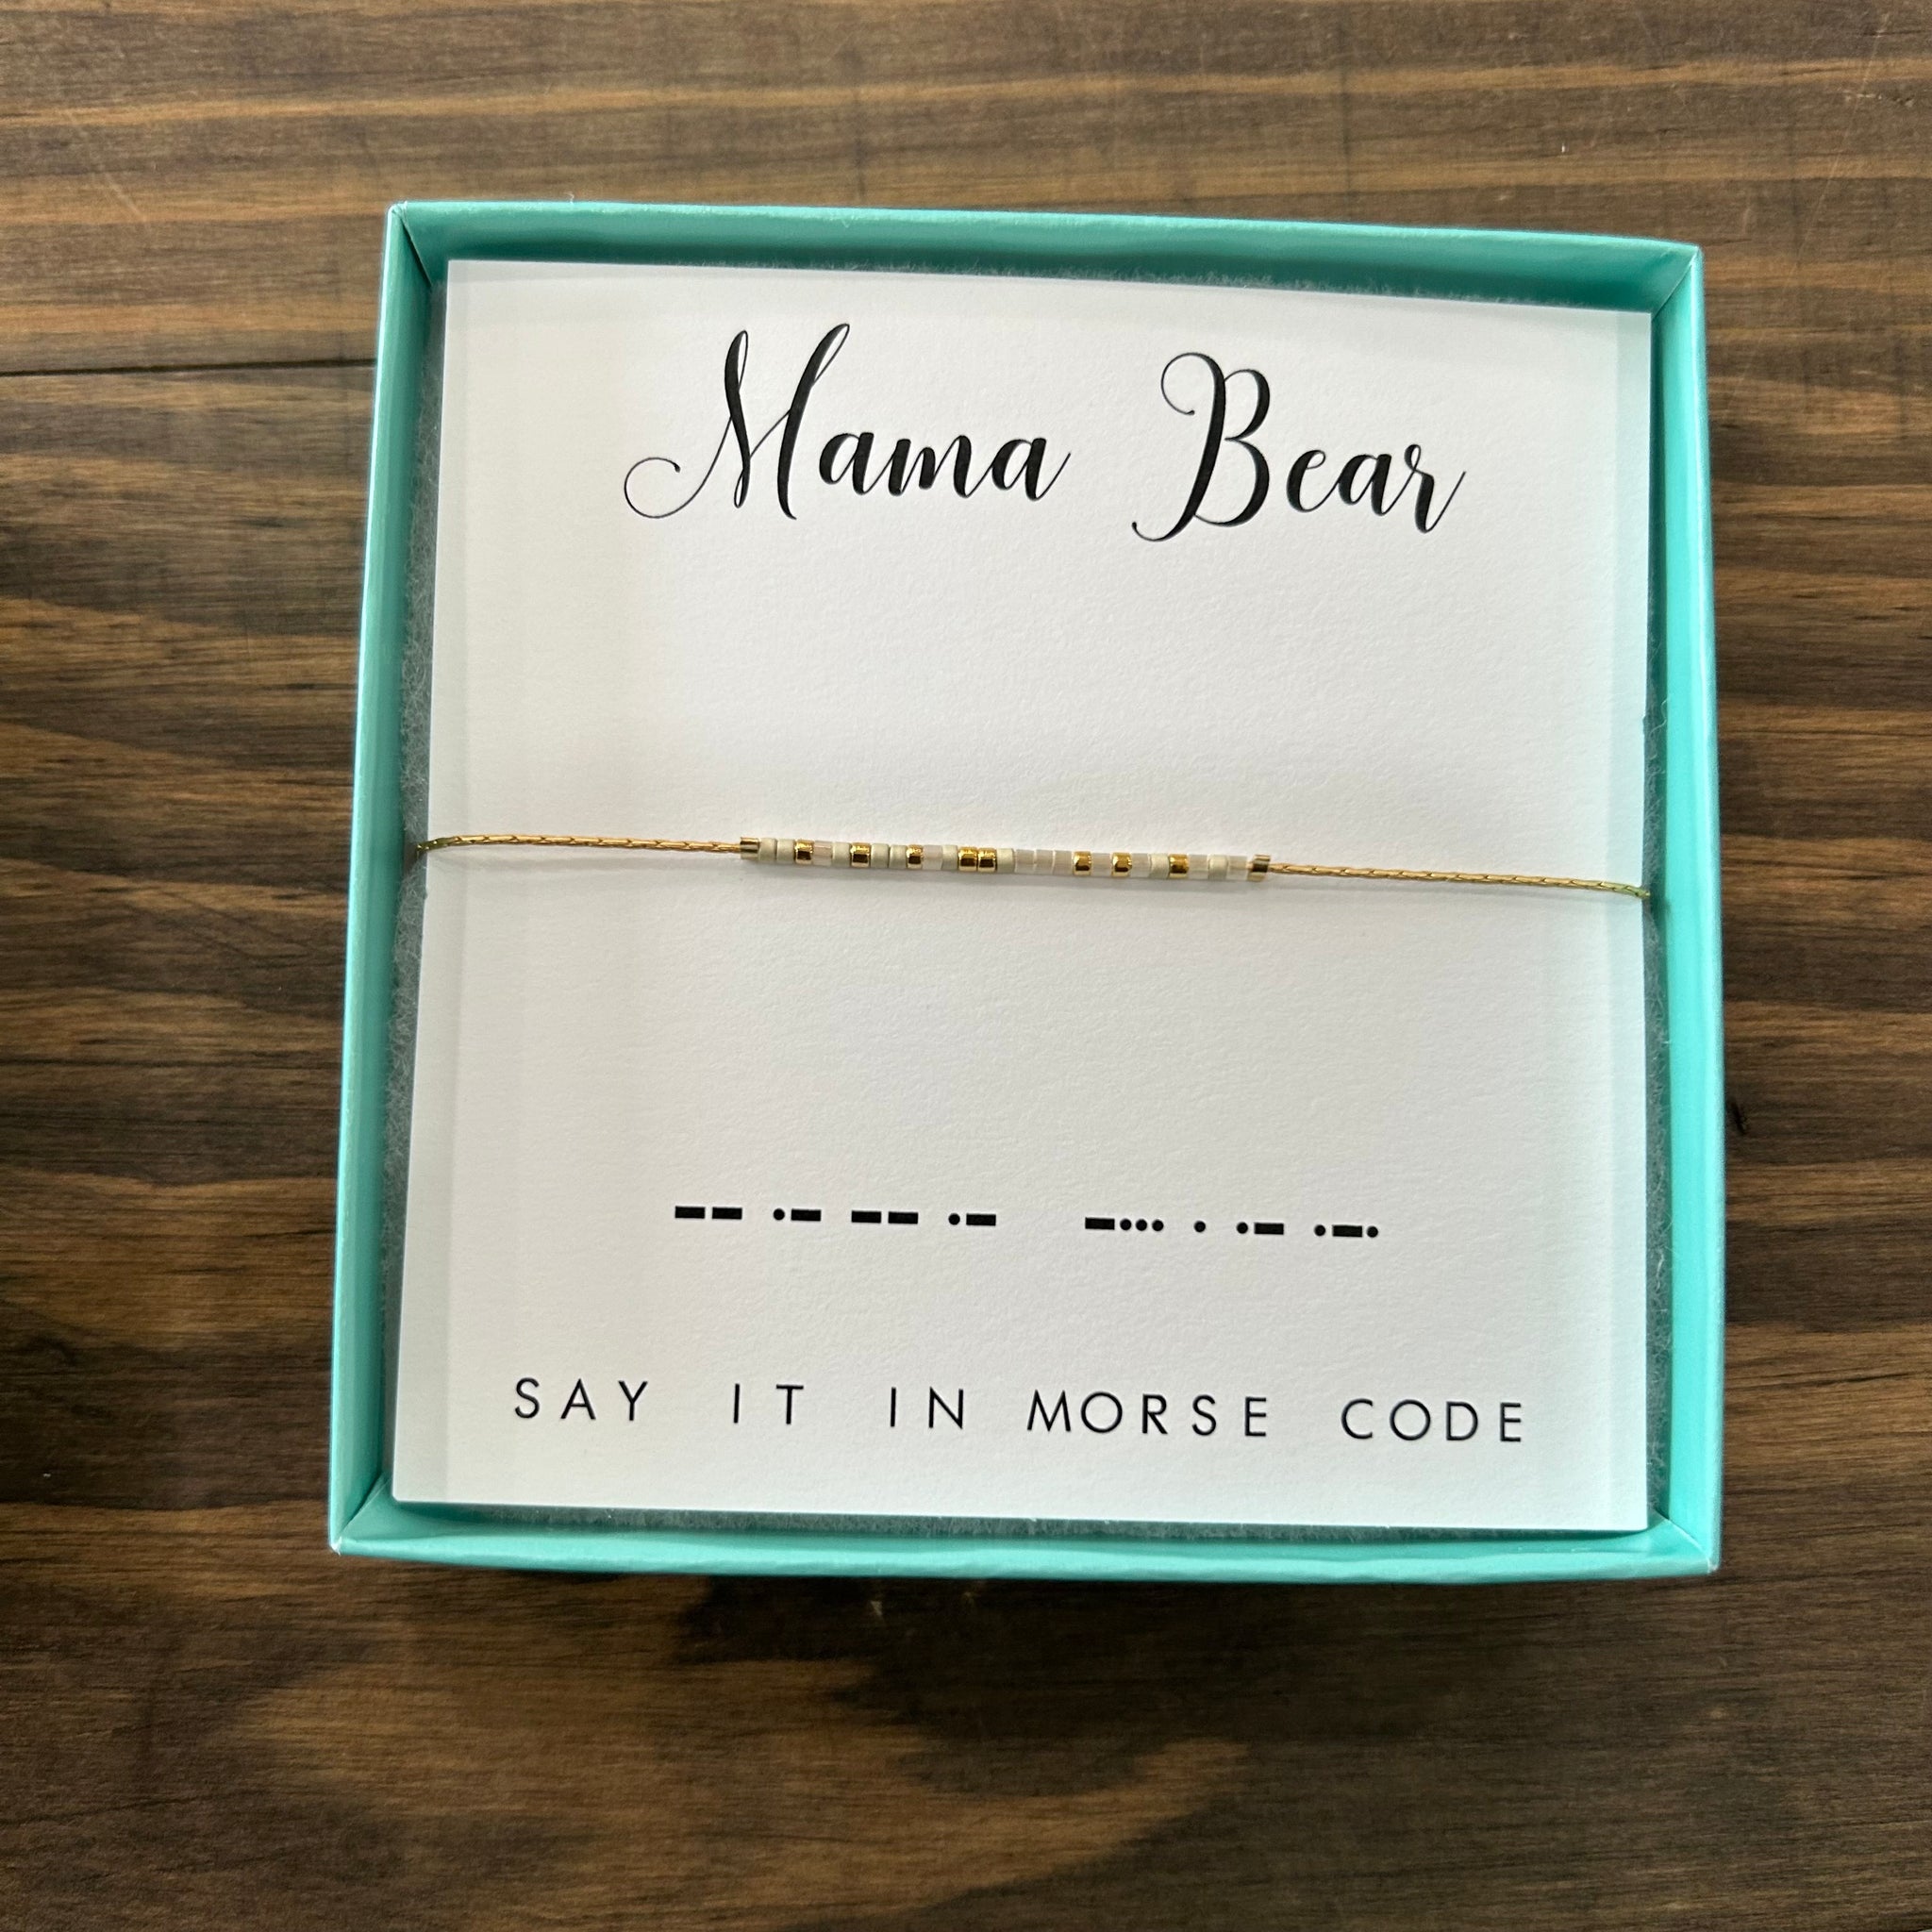 Mama Bear
-- .- -- .- -... . .- .-.
SAY IT IN MORSE CODE